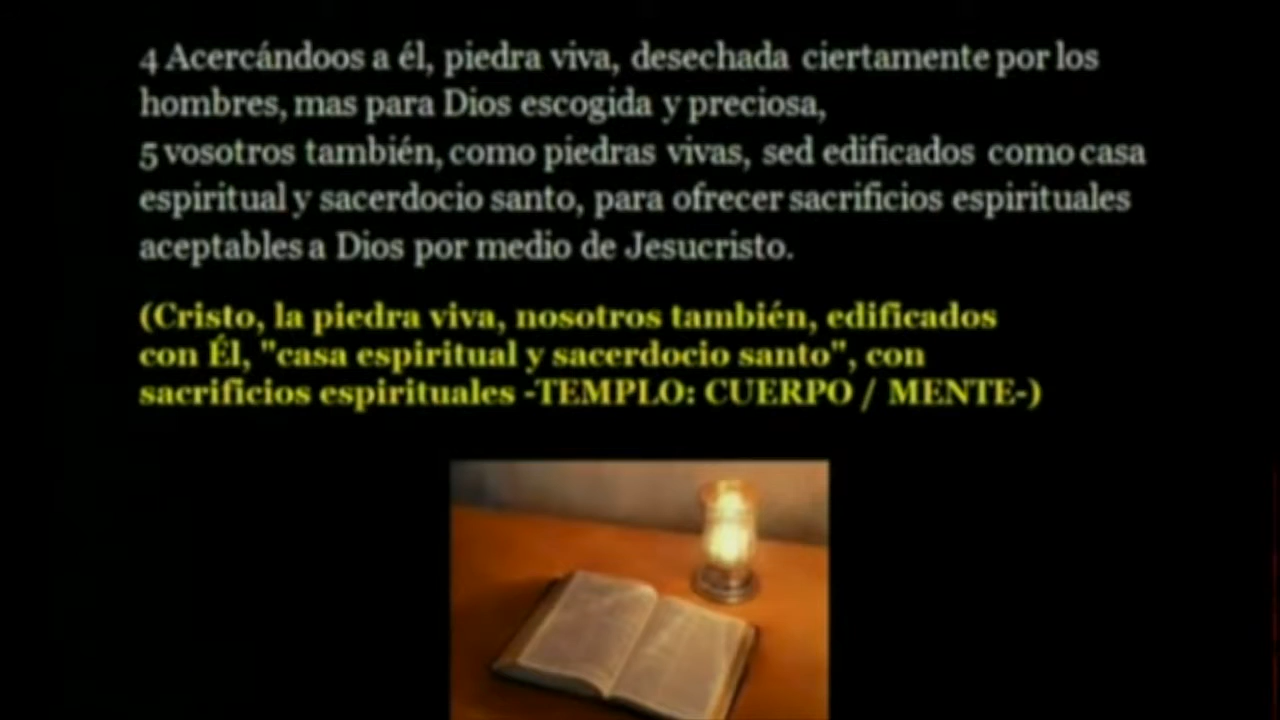 4 Acercándoos a él, piedra viva, desechada ciertamente por los
hombres, mas para Dios escogida y preciosa,
5 vosotros también, como piedras vivas, sed edificados como casa
espiritual y sacerdocio santo, para ofrecer sacrificios espirituales
aceptables a Dios por medio de Jesucristo.
(Cristo, la piedra viva, nosotros también, edificados
con Él, "casa espiritual y sacerdocio santo", con
sacrificios espirituales -TEMPLO: CUERPO / MENTE-)